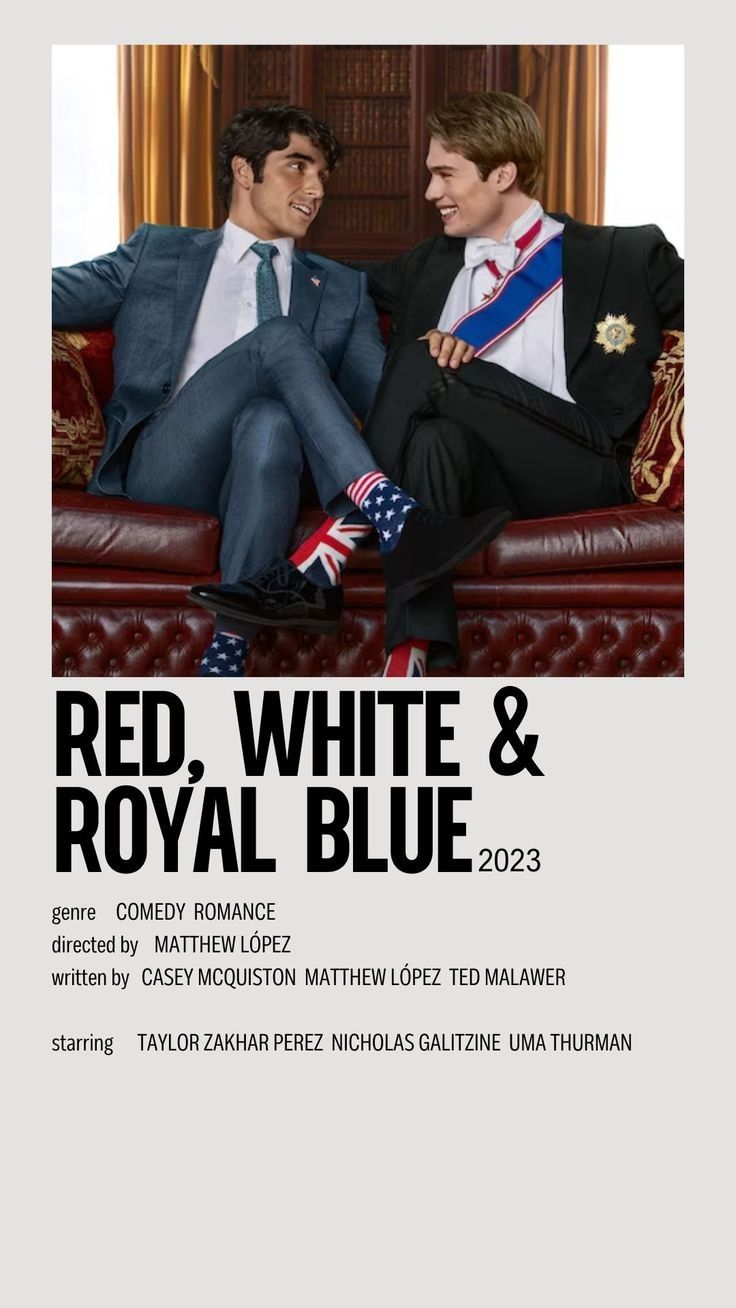 RED, WHITE &
ROYAL BLUE 2023
genre COMEDY ROMANCE
directed by MATTHEW LÓPEZ
written by CASEY MCQUISTON MATTHEW LÓPEZ TED MALAWER
starring TAYLOR ZAKHAR PEREZ NICHOLAS GALITZINE UMA THURMAN